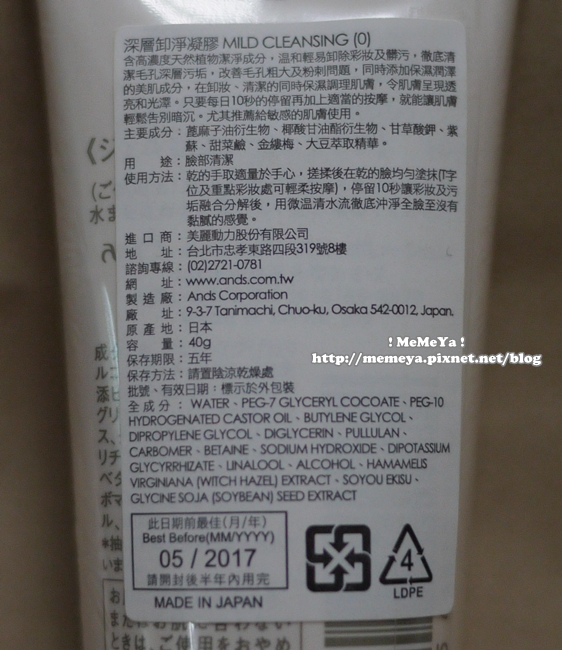 深層卸淨凝膠 MILD CLEANSING (O)
含高濃度天然植物潔淨成分，溫和輕易卸除彩妝及髒污，徹底清
潔毛孔深層污垢，改善毛孔粗大及粉刺問題，同時添加保濕潤澤
的美肌成分，在卸妝、清潔的同時保濕調理肌膚，令肌膚呈現透
亮和光澤。只要每日10秒的停留再加上適當的按摩，就能讓肌膚
輕鬆告別暗沉。尤其推薦給敏感的肌膚使用。
主要成分：蓖麻子油衍生物、椰酸甘油酯衍生物、甘草酸鉀、紫
蘇、甜菜鹼、金縷梅、大豆萃取精華。
用　　途：臉部清潔
使用方法：乾的手取適量於手心，搓揉後在乾的臉均勻塗抹(T字
位及重點彩妝處可輕柔按摩)，停留10秒讓彩妝及污
垢融合分解後，用微溫清水流徹底沖淨全臉至沒有
黏膩的感覺。
進 口 商：美麗動力股份有限公司
地　　址：台北市忠孝東路四段319號8樓
諮詢專線：(02)2721-0781
網　　址：www.ands.com.tw
製 造 廠：Ands Corporation
廠　　址：9-3-7 Tanimachi, Chuo-ku, Osaka 542-0012, Japan.
原 產 地：日本
容　　量：40g
保存期限：五年
保存方法：請置陰涼乾燥處
批號、有效日期：標示於外包裝
全 成 分 ：WATER、PEG-7 GLYCERYL COCOATE、PEG-10
HYDROGENATED CASTOR OIL、BUTYLENE GLYCOL、
DIPROPYLENE GLYCOL、DIGLYCERIN、PULLULAN、
CARBOMER、BETAINE、SODIUM HYDROXIDE、DIPOTASSIUM
GLYCYRRHIZATE、LINALOOL、ALCOHOL、HAMAMELIS
VIRGINIANA (WITCH HAZEL) EXTRACT、SOYOU EKISU、
GLYCINE SOJA (SOYBEAN) SEED EXTRACT
此日期前最佳(月/年)
Best Before(MM/YYYY)
05 / 2017
請開封後半年內用完
MADE IN JAPAN
4
LDPE
! MeMeYa !
http://memeya.pixnet.net/blog